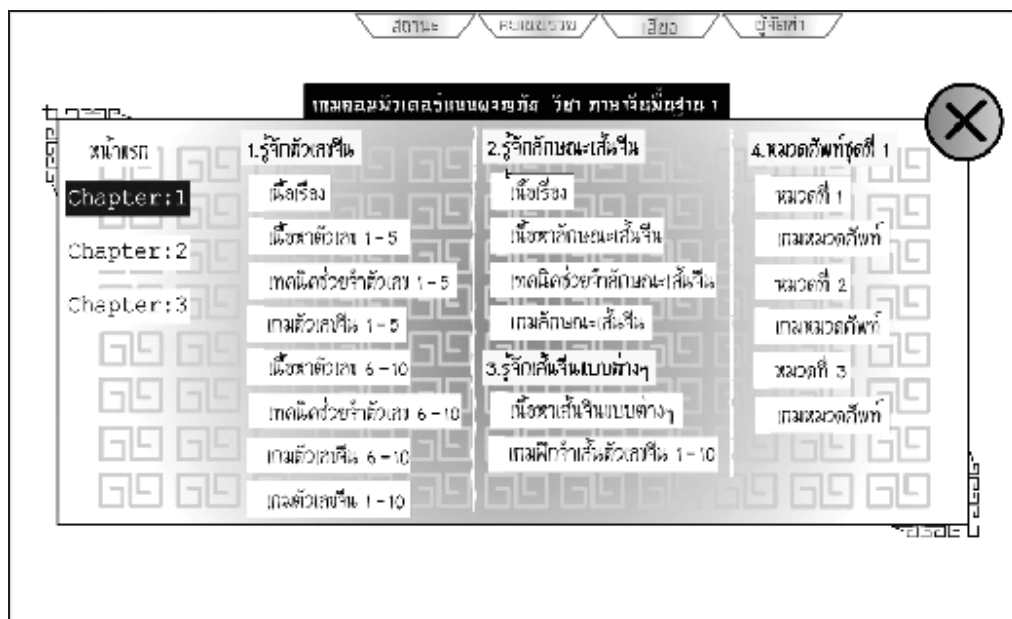 สถานะ
คะแนนรวม
เสียง
ผู้จัดทำ
เกมคอมพิวเตอร์แบบผจญภัย วิชา ภาษาจีนพื้นฐาน 1
หน้าแรก
Chapter:1
Chapter:2
Chapter:3
1.รู้จักตัวเลขจีน
เนื้อเรื่อง
เนื้อหาตัวเลข 1-5
เทคนิคช่วยจำตัวเลข 1-5
เกมตัวเลขจีน 1-5
เนื้อหาตัวเลข 6-10
เทคนิคช่วยจำตัวเลข 6-10
เกมตัวเลขจีน 6-10
เกมตัวเลขจีน 1-10
2.รู้จักลักษณะเส้นจีน
เนื้อเรื่อง
เนื้อหาลักษณะเส้นจีน
เทคนิคช่วยจำลักษณะเส้นจีน
เกมลักษณะเส้นจีน
3.รู้จักเส้นจีนแบบต่างๆ
เนื้อหาเส้นจีนแบบต่างๆ
เกมฝึกจำเส้นตัวเลขจีน 1-10
4.หมวดศัพท์ชุดที่ 1
หมวดที่ 1
เกมหมวดศัพท์
หมวดที่ 2
เกมหมวดศัพท์
หมวดที่ 3
เกมหมวดศัพท์